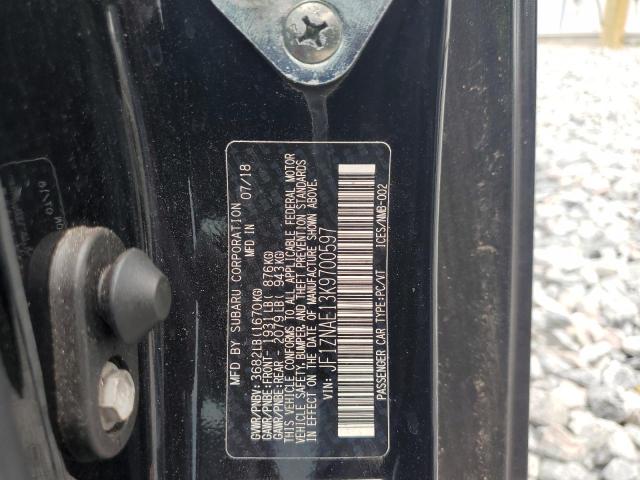 MFD BY SUBARU CORPORATION 07/18
MFD IN
GVWR/PNBV: 3682LB(1670KG)
GAWR/PNBE:FRONT-1931LB( 876KG)
GAWR/PNBE:REAR -2079LB( 943KG)
THIS VEHICLE CONFORMS TO ALL APPLICABLE FEDERAL MOTOR
VEHICLE SAFETY, BUMPER, AND THEFT PREVENTION STANDARDS
IN EFFECT ON THE DATE OF MANUFACTURE SHOWN ABOVE.
VIN: JF1ZNAE13K9700597
PASSENGER CAR TYPE:PC/VT ICES/NMB-002